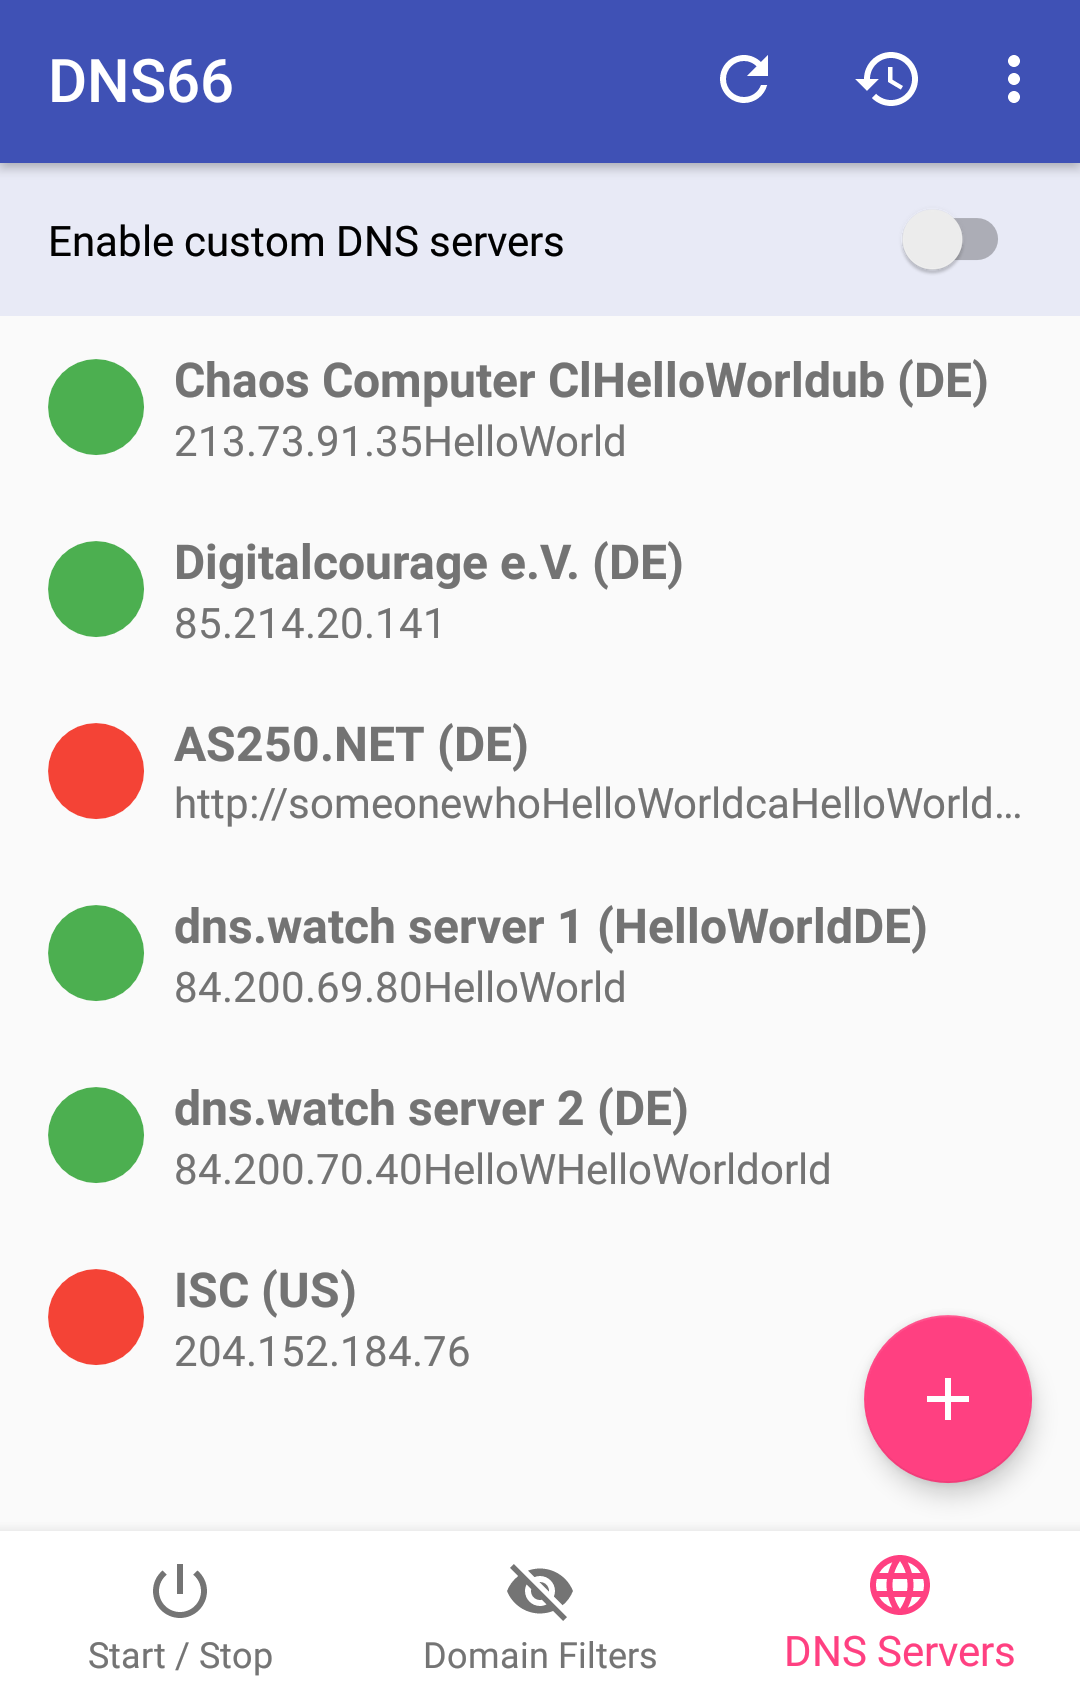 DNS66
Enable custom DNS servers
Chaos Computer ClHelloWorldub (DE)
213.73.91.35HelloWorld
Digitalcourage e.V. (DE)
85.214.20.141
AS250.NET (DE)
http://someonewhoHelloWorldcaHelloWorld…
dns.watch server 1 (HelloWorldDE)
84.200.69.80HelloWorld
dns.watch server 2 (DE)
84.200.70.40HelloWHelloWorldorld
ISC (US)
204.152.184.76
Start / Stop
Domain Filters
DNS Servers